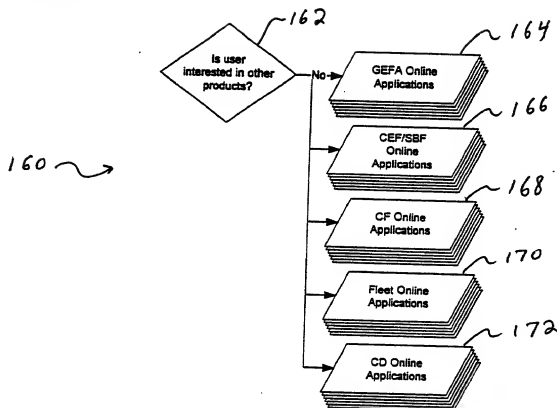 162
Is user
interested in other
products?
No
GEFA Online
Applications
164
CEF/SBF
Online
Applications
166
160
CF Online
Applications
168
Fleet Online
Applications
170
CD Online
Applications
172